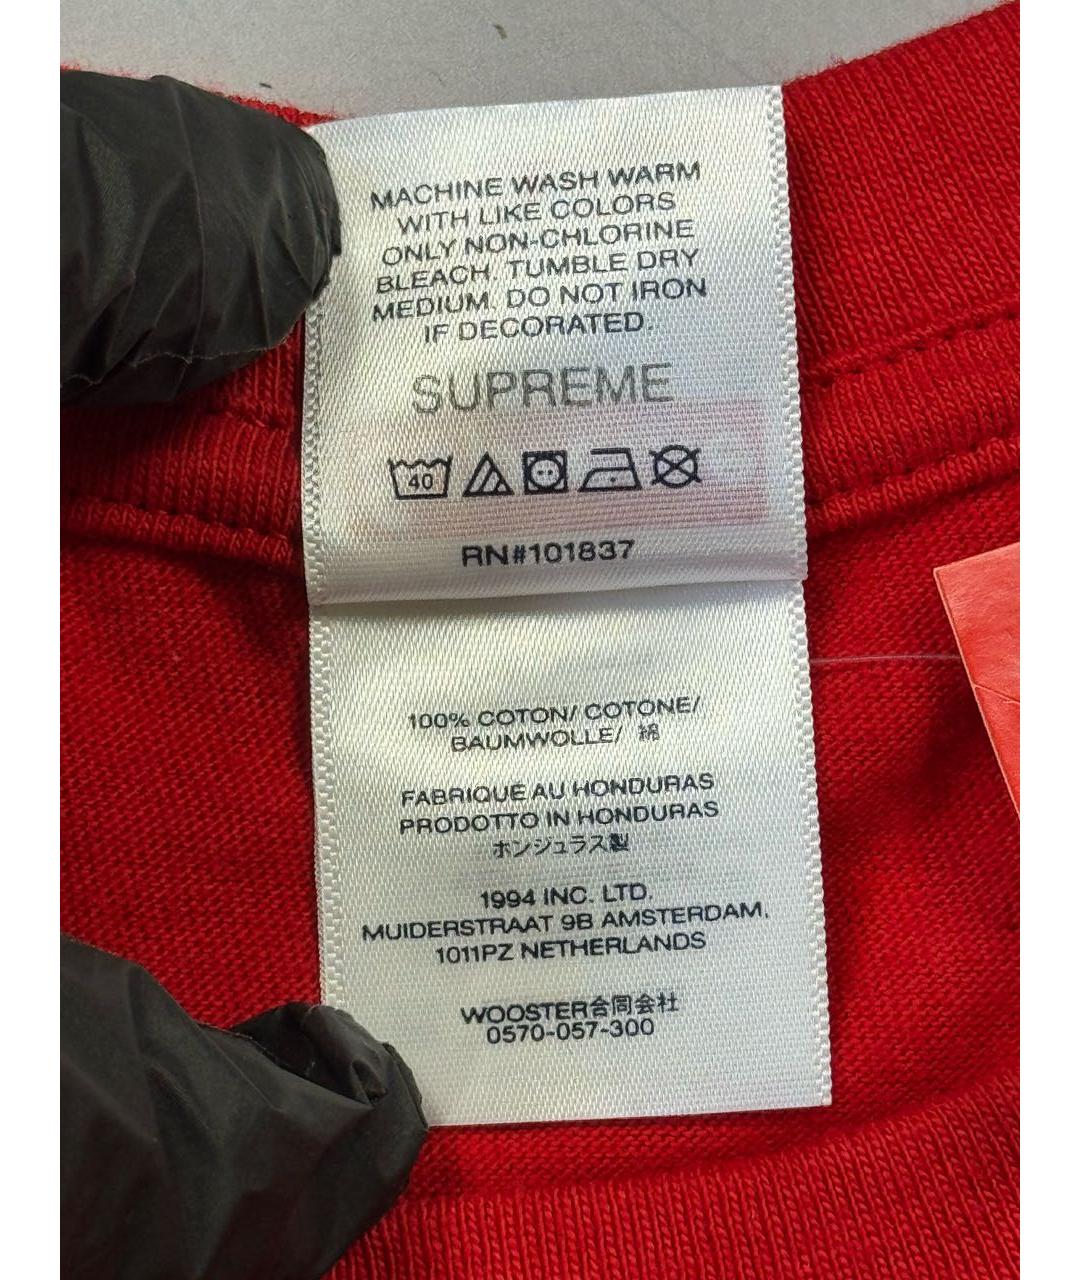 MACHINE WASH WARM
WITH LIKE COLORS
ONLY NON-CHLORINE
BLEACH. TUMBLE DRY
MEDIUM. DO NOT IRON
IF DECORATED.
SUPREME
40
RN#101837
100% COTON/ COTONE/
BAUMWOLLE/ 綿
FABRIQUÉ AU HONDURAS
PRODOTTO IN HONDURAS
ホンジュラス製
1994 INC. LTD.
MUIDERSTRAAT 9B AMSTERDAM,
1011PZ NETHERLANDS
WOOSTER合同会社
0570-057-300